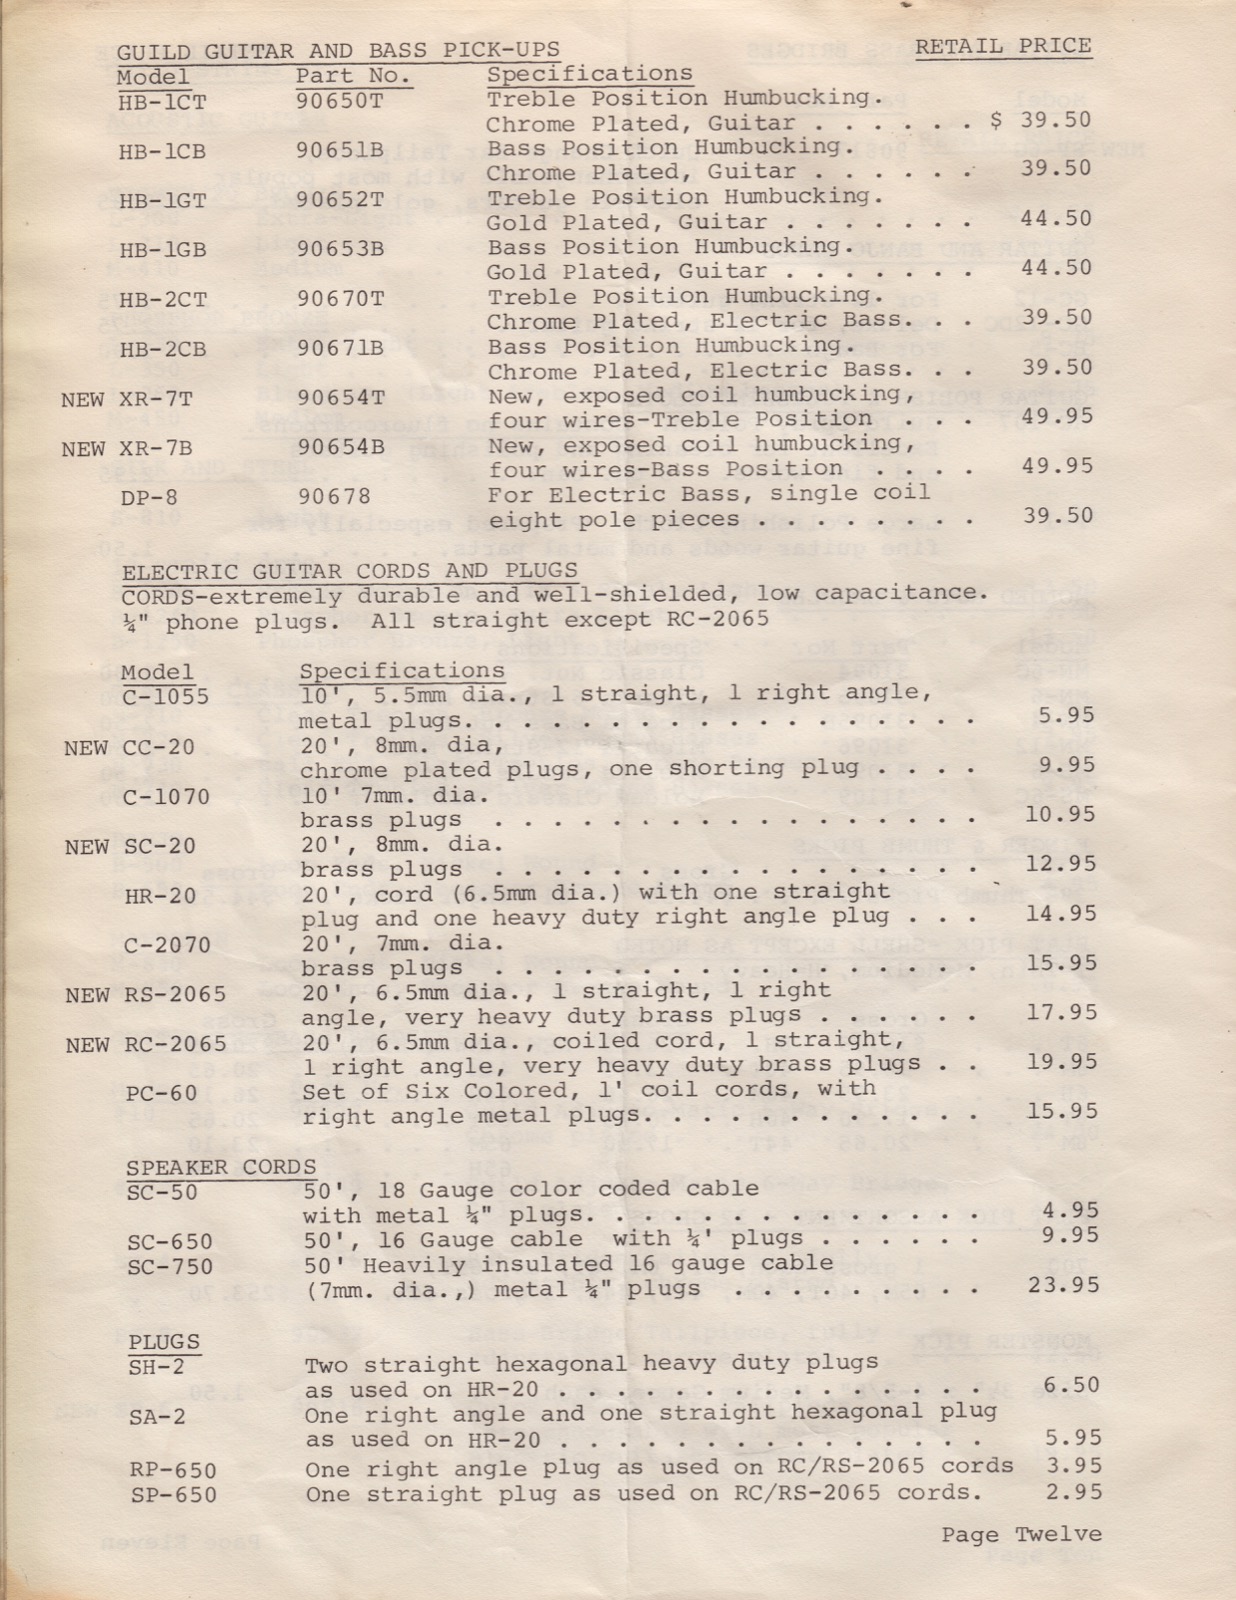 GUILD GUITAR AND BASS PICK-UPS RETAIL PRICE
Model Part No. Specifications
HB-1CT 90650T Treble Position Humbucking.
Chrome Plated, Guitar . . . . . . $ 39.50
HB-1CB 90651B Bass Position Humbucking.
Chrome Plated, Guitar . . . . . . 39.50
HB-1GT 90652T Treble Position Humbucking.
Gold Plated, Guitar . . . . . . . 44.50
HB-1GB 90653B Bass Position Humbucking.
Gold Plated, Guitar . . . . . . . 44.50
HB-2CT 90670T Treble Position Humbucking.
Chrome Plated, Electric Bass. . . 39.50
HB-2CB 90671B Bass Position Humbucking.
Chrome Plated, Electric Bass. . . 39.50
NEW XR-7T 90654T New, exposed coil humbucking,
four wires-Treble Position . . . 49.95
NEW XR-7B 90654B New, exposed coil humbucking,
four wires-Bass Position . . . . 49.95
DP-8 90678 For Electric Bass, single coil
eight pole pieces . . . . . . . . 39.50
ELECTRIC GUITAR CORDS AND PLUGS
CORDS-extremely durable and well-shielded, low capacitance.
¼" phone plugs. All straight except RC-2065
Model Specifications
C-1055 10', 5.5mm dia., 1 straight, 1 right angle,
metal plugs. . . . . . . . . . . . . . . . . . 5.95
NEW CC-20 20', 8mm. dia,
chrome plated plugs, one shorting plug . . . . 9.95
C-1070 10' 7mm. dia.
brass plugs . . . . . . . . . . . . . . . . . 10.95
NEW SC-20 20', 8mm. dia.
brass plugs . . . . . . . . . . . . . . . . . 12.95
HR-20 20', cord (6.5mm dia.) with one straight
plug and one heavy duty right angle plug . . . 14.95
C-2070 20', 7mm. dia.
brass plugs . . . . . . . . . . . . . . . . . 15.95
NEW RS-2065 20', 6.5mm dia., 1 straight, 1 right
angle, very heavy duty brass plugs . . . . . . 17.95
NEW RC-2065 20', 6.5mm dia., coiled cord, 1 straight,
1 right angle, very heavy duty brass plugs . . 19.95
PC-60 Set of Six Colored, 1' coil cords, with
right angle metal plugs. . . . . . . . . . . . 15.95
SPEAKER CORDS
SC-50 50', 18 Gauge color coded cable
with metal ¼" plugs. . . . . . . . . . . . . . 4.95
SC-650 50', 16 Gauge cable with ¼' plugs . . . . . . 9.95
SC-750 50' Heavily insulated 16 gauge cable
(7mm. dia.,) metal ¼" plugs . . . . . . . . . 23.95
PLUGS
SH-2 Two straight hexagonal heavy duty plugs
as used on HR-20 . . . . . . . . . . . . . . . 6.50
SA-2 One right angle and one straight hexagonal plug
as used on HR-20 . . . . . . . . . . . . . . . 5.95
RP-650 One right angle plug as used on RC/RS-2065 cords 3.95
SP-650 One straight plug as used on RC/RS-2065 cords. 2.95
Page Twelve